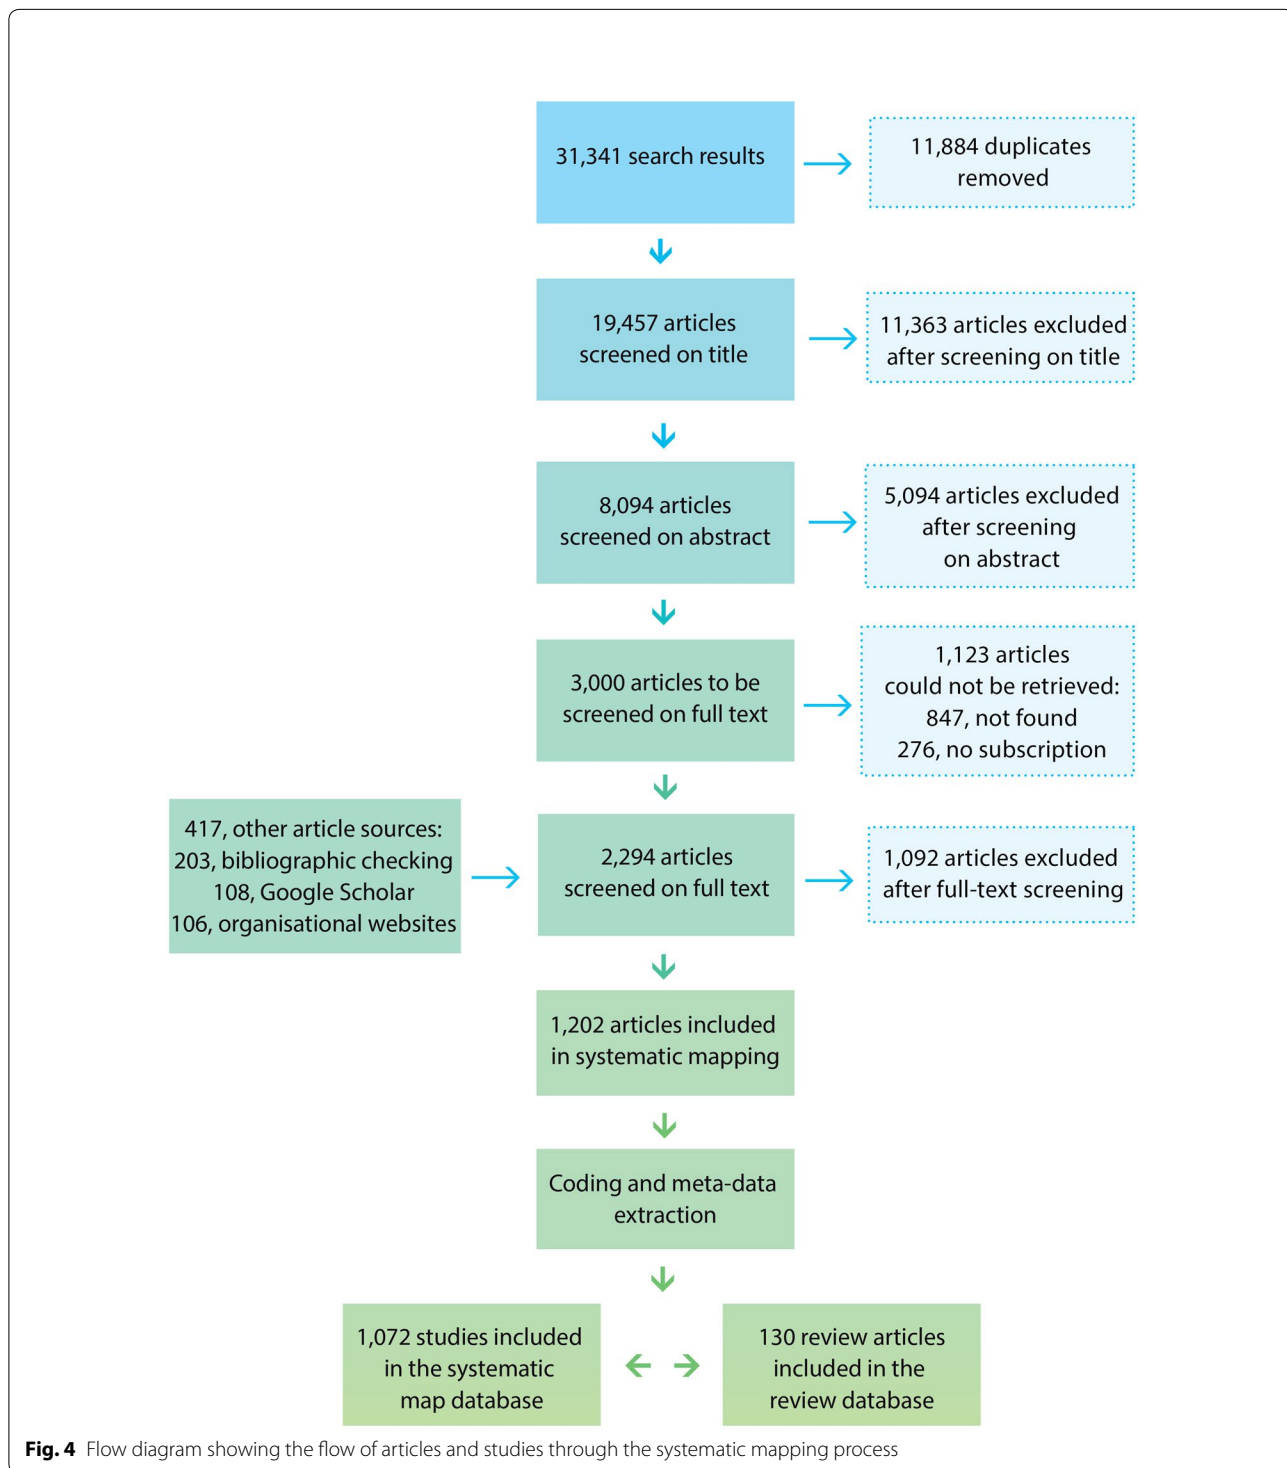 31,341 search results
11,884 duplicates
removed
19,457 articles
screened on title
11,363 articles excluded
after screening on title
8,094 articles
screened on abstract
5,094 articles excluded
after screening
on abstract
3,000 articles to be
screened on full text
1,123 articles
could not be retrieved:
847, not found
276, no subscription
417, other article sources:
203, bibliographic checking
108, Google Scholar
106, organisational websites
2,294 articles
screened on full text
1,092 articles excluded
after full-text screening
1,202 articles included
in systematic mapping
Coding and meta-data
extraction
1,072 studies included
in the systematic
map database
130 review articles
included in the
review database
Fig. 4 Flow diagram showing the flow of articles and studies through the systematic mapping process